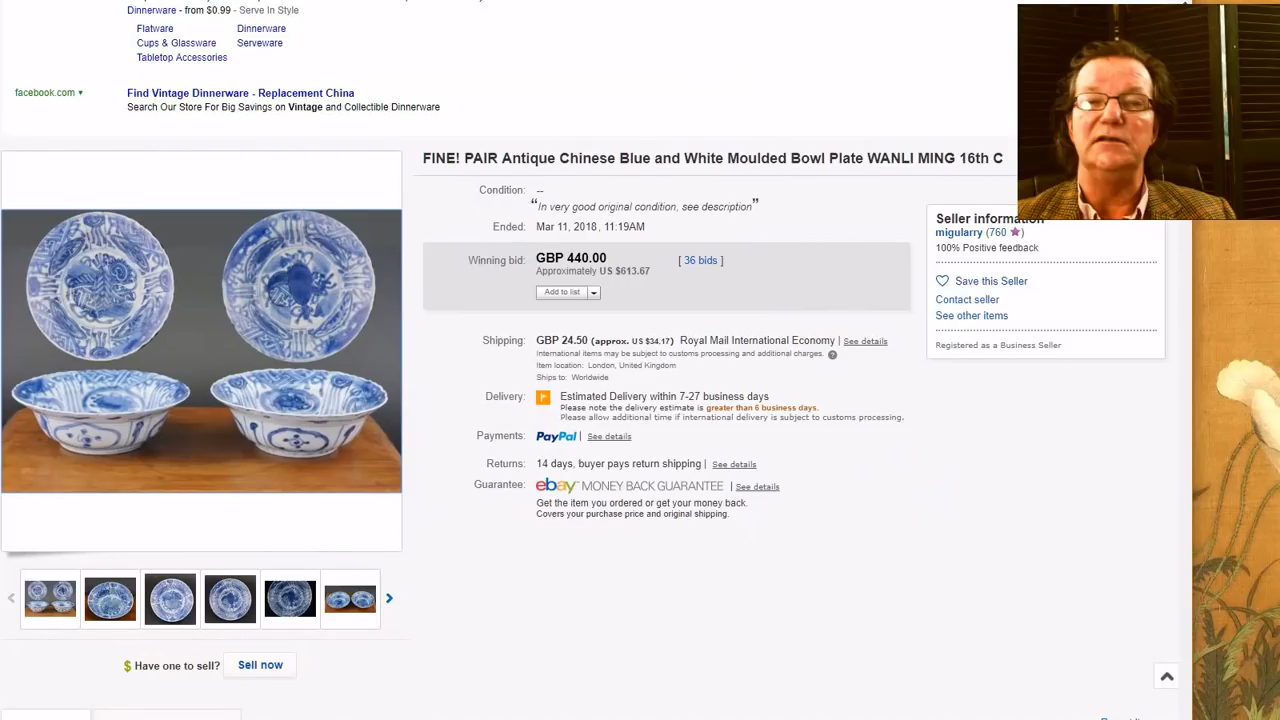 Dinnerware - from $0.99 - Serve In Style
Flatware
Dinnerware
Cups & Glassware
Serveware
Tabletop Accessories
facebook.com
Find Vintage Dinnerware - Replacement China
Search Our Store For Big Savings on Vintage and Collectible Dinnerware
FINE! PAIR Antique Chinese Blue and White Moulded Bowl Plate WANLI MING 16th C
Condition: --
“In very good original condition, see description”
Ended: Mar 11, 2018, 11:19AM
Winning bid: GBP 440.00 [ 36 bids ]
Approximately US $613.67
Add to list
Shipping: GBP 24.50 (approx. US $34.17) Royal Mail International Economy | See details
International items may be subject to customs processing and additional charges.
Item location: London, United Kingdom
Ships to: Worldwide
Delivery: Estimated Delivery within 7-27 business days
Please note the delivery estimate is greater than 6 business days.
Please allow additional time if international delivery is subject to customs processing.
Payments: PayPal | See details
Returns: 14 days, buyer pays return shipping | See details
Guarantee: ebay MONEY BACK GUARANTEE | See details
Get the item you ordered or get your money back.
Covers your purchase price and original shipping.
Seller information
migularry (760)
100% Positive feedback
Save this Seller
Contact seller
See other items
Registered as a Business Seller
$ Have one to sell? Sell now